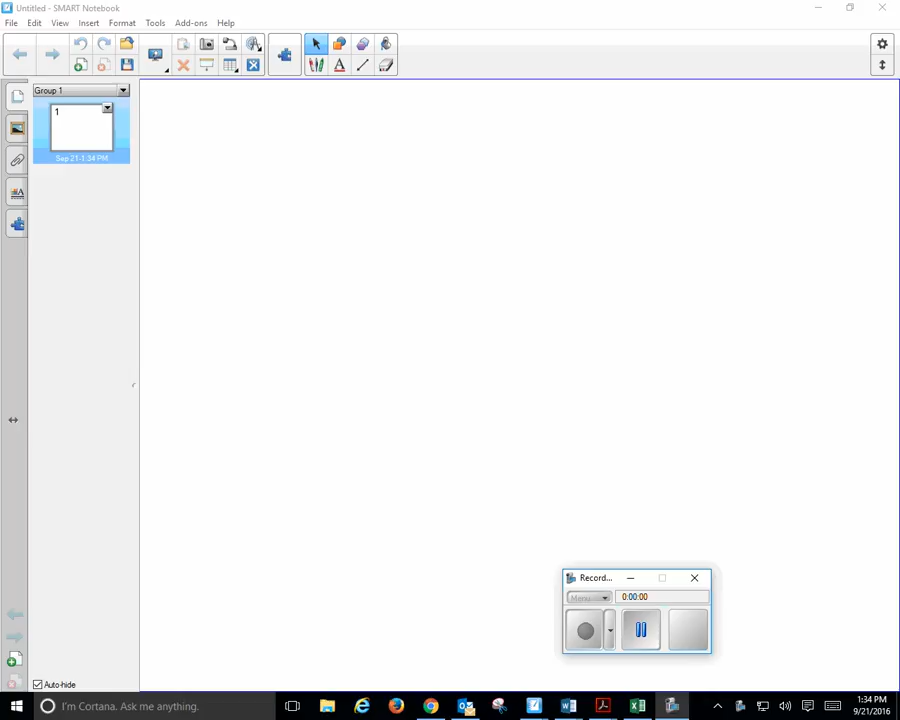 Untitled - SMART Notebook
File Edit View Insert Format Tools Add-ons Help
Group 1
1
Sep 21-1:34 PM
Record...
Menu
0:00:00
Auto-hide
I'm Cortana. Ask me anything.
1:34 PM
9/21/2016